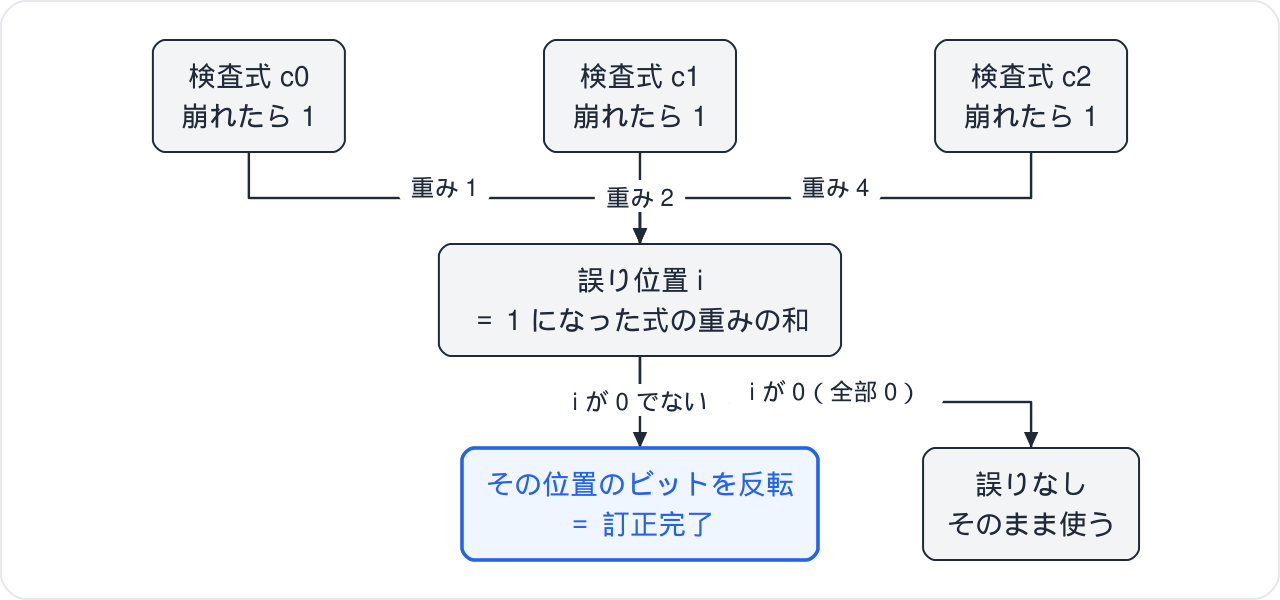 検査式 c0
崩れたら 1
検査式 c1
崩れたら 1
検査式 c2
崩れたら 1
重み 1
重み 2
重み 4
誤り位置 i
= 1 になった式の重みの和
i が 0 でない
i が 0 ( 全部 0 )
その位置のビットを反転
= 訂正完了
誤りなし
そのまま使う